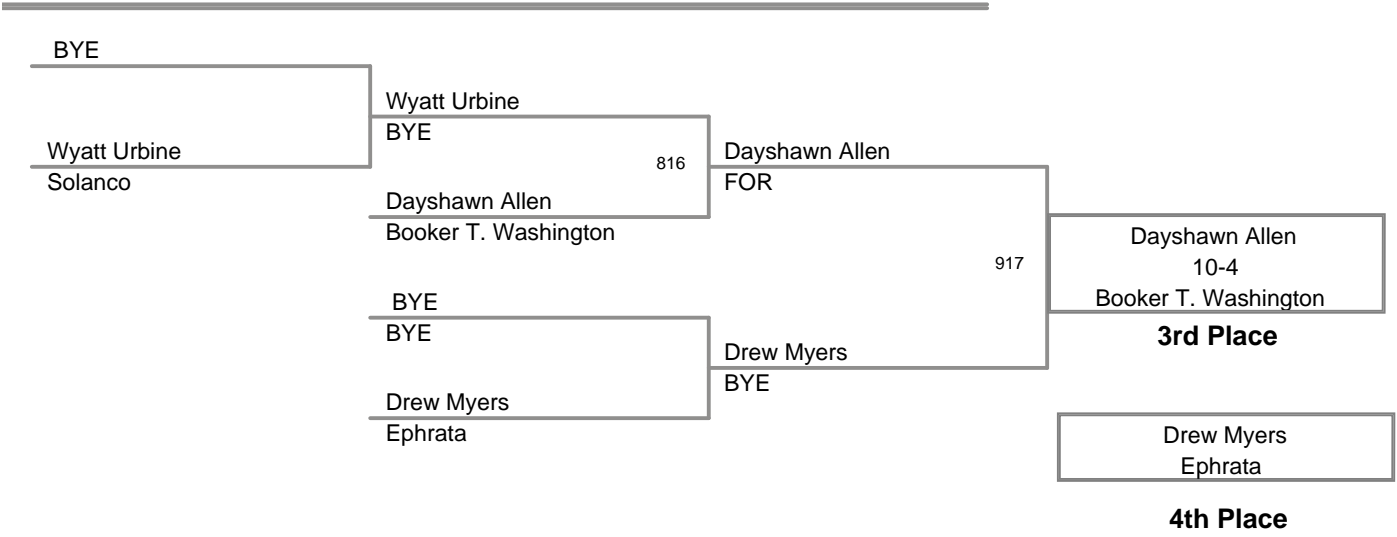 BYE
Wyatt Urbine
Solanco
Wyatt Urbine
BYE
816
Dayshawn Allen
Booker T. Washington
BYE
BYE
Drew Myers
Ephrata
Dayshawn Allen
FOR
917
Drew Myers
BYE
Dayshawn Allen
10-4
Booker T. Washington
3rd Place
Drew Myers
Ephrata
4th Place